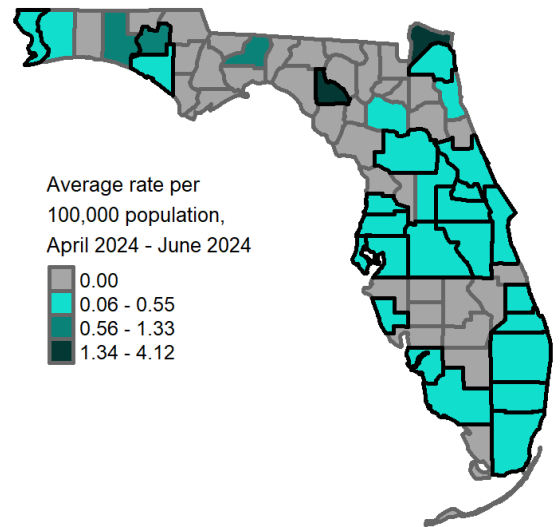 Average rate per
100,000 population,
April 2024 - June 2024
0.00
0.06 - 0.55
0.56 - 1.33
1.34 - 4.12